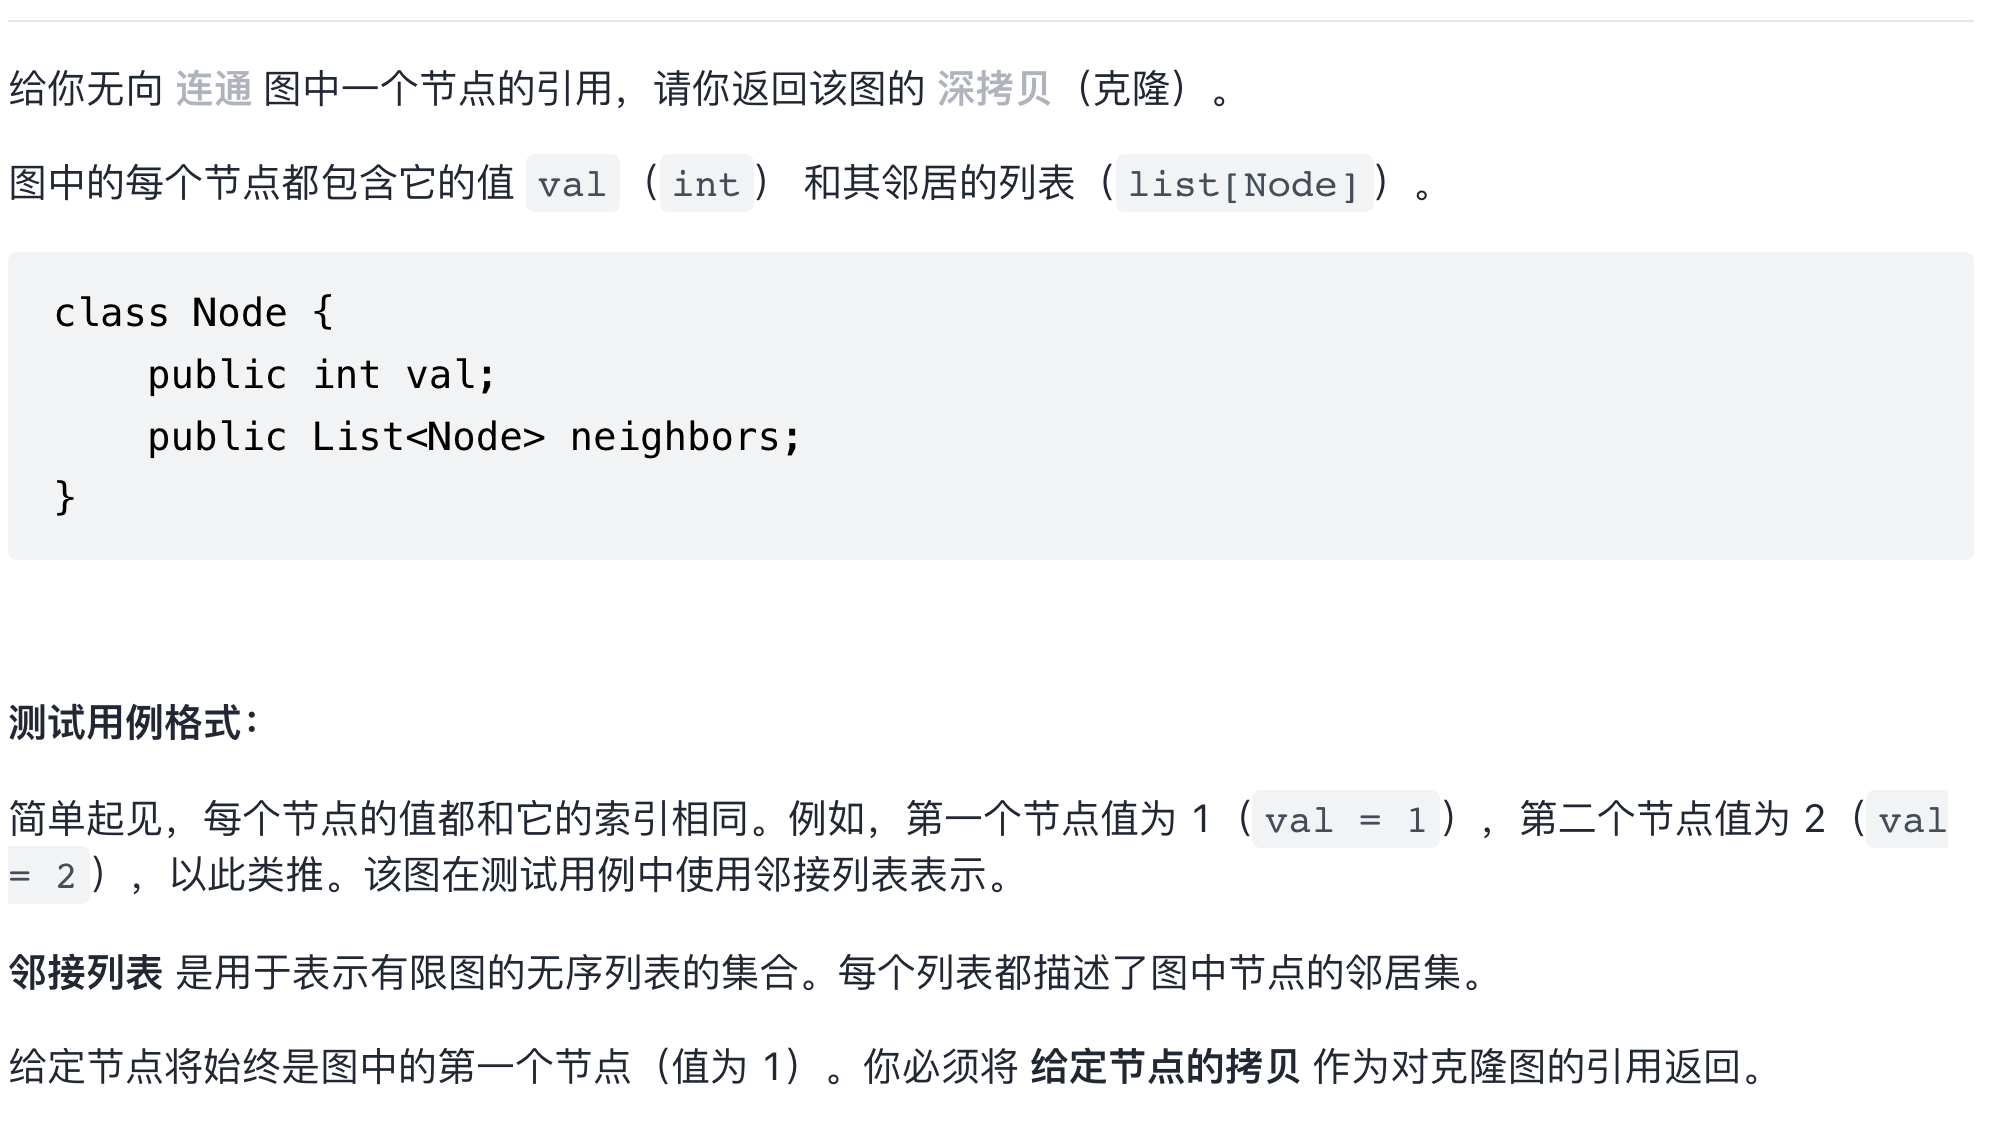 给你无向 连通 图中一个节点的引用，请你返回该图的 深拷贝（克隆）。
图中的每个节点都包含它的值 val（int） 和其邻居的列表（list[Node]）。
class Node {
    public int val;
    public List<Node> neighbors;
}
测试用例格式：
简单起见，每个节点的值都和它的索引相同。例如，第一个节点值为 1（val = 1），第二个节点值为 2（val
= 2），以此类推。该图在测试用例中使用邻接列表表示。
邻接列表 是用于表示有限图的无序列表的集合。每个列表都描述了图中节点的邻居集。
给定节点将始终是图中的第一个节点（值为 1）。你必须将 给定节点的拷贝 作为对克隆图的引用返回。